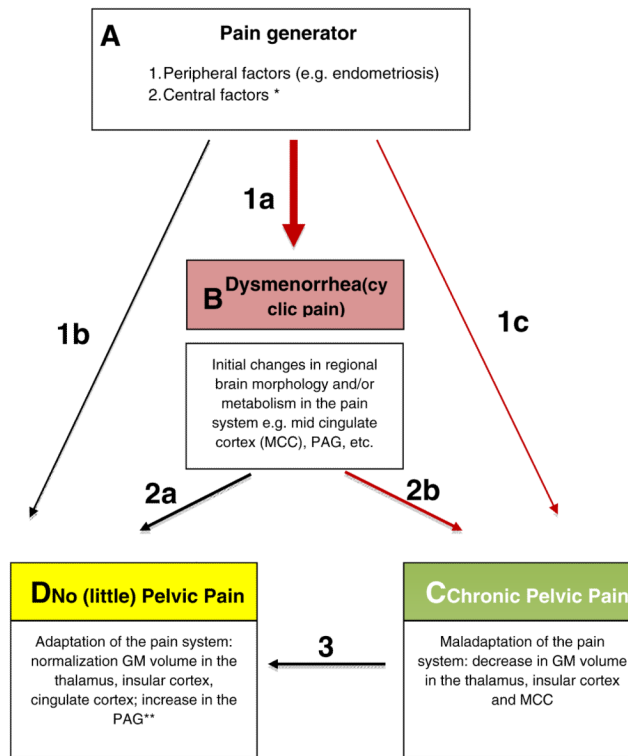 A Pain generator
1.Peripheral factors (e.g. endometriosis)
2.Central factors *
1a
B Dysmenorrhea(cy
clic pain)
1b
1c
Initial changes in regional
brain morphology and/or
metabolism in the pain
system e.g. mid cingulate
cortex (MCC), PAG, etc.
2a
2b
DNo (little) Pelvic Pain
Adaptation of the pain system:
normalization GM volume in the
thalamus, insular cortex,
cingulate cortex; increase in the
PAG**
3
CChronic Pelvic Pain
Maladaptation of the pain
system: decrease in GM volume
in the thalamus, insular cortex
and MCC